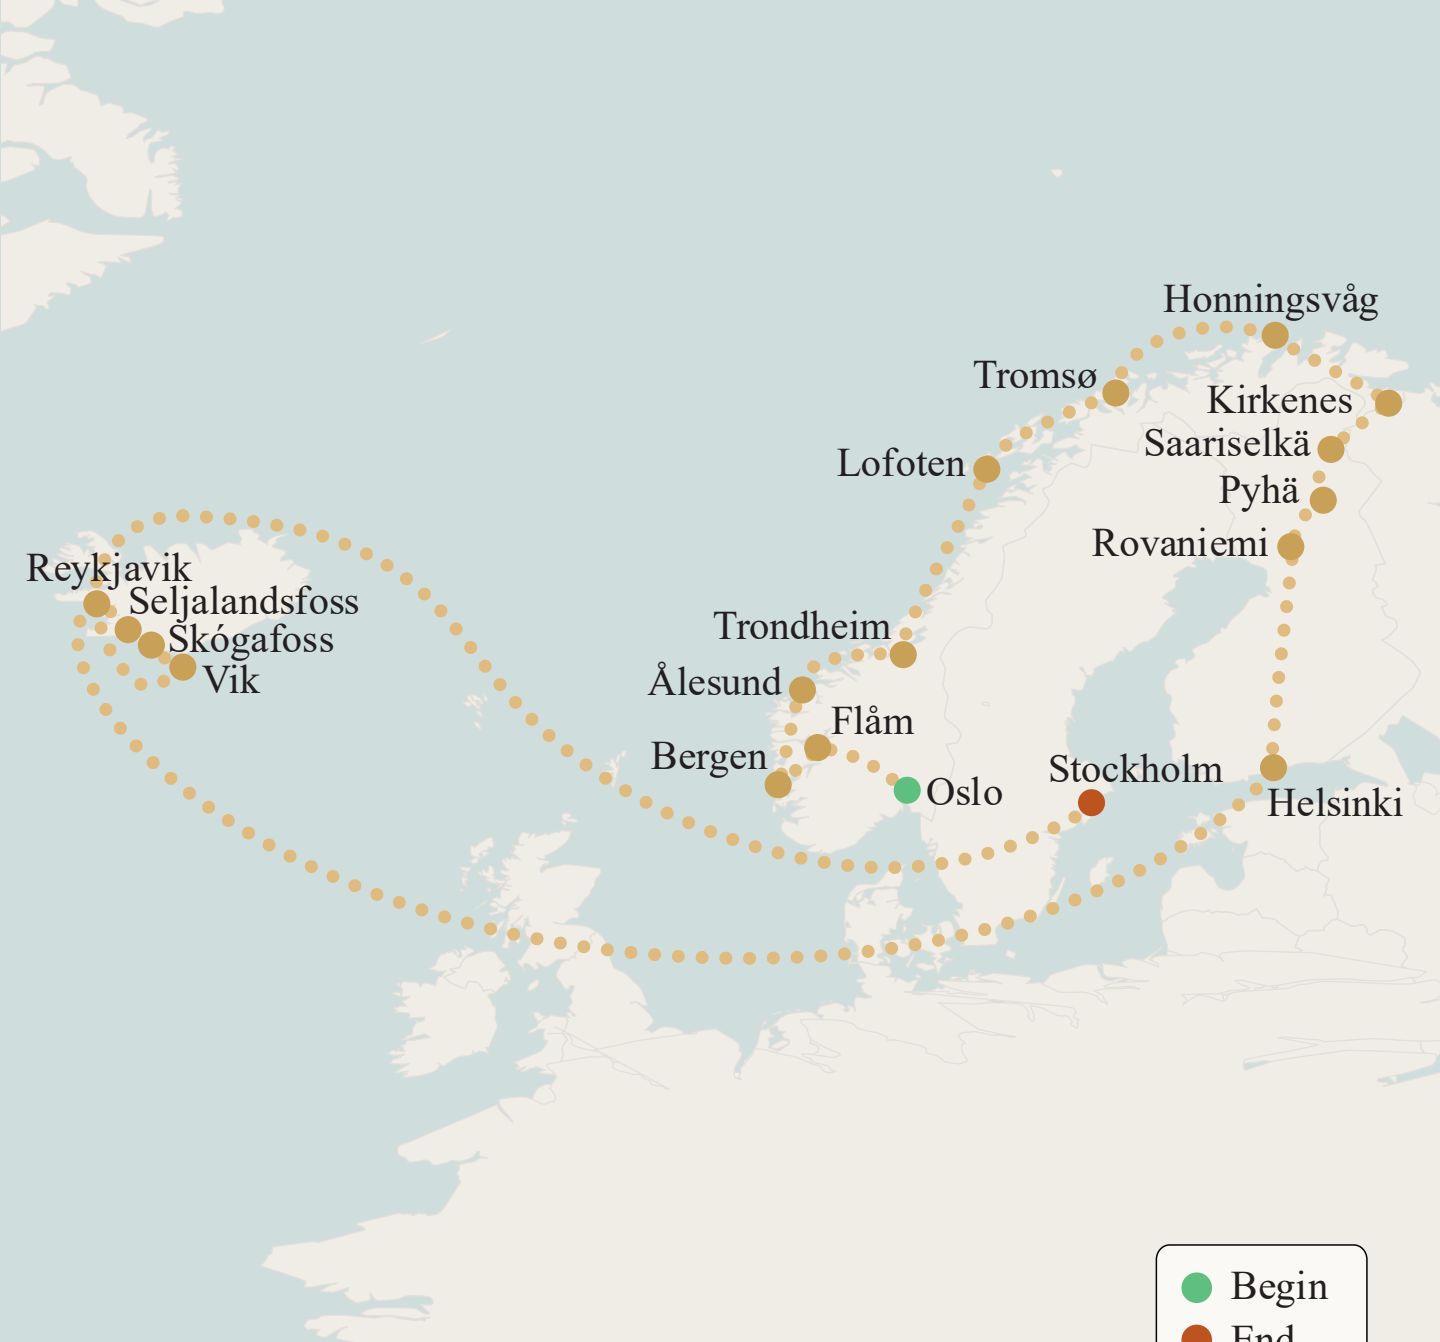 Honningsvåg
Tromsø
Kirkenes
Saariselkä
Lofoten
Pyhä
Rovaniemi
Reykjavik
Seljalandsfoss
Skógafoss
Vik
Trondheim
Ålesund
Flåm
Bergen
Stockholm
Oslo
Helsinki
Begin
End